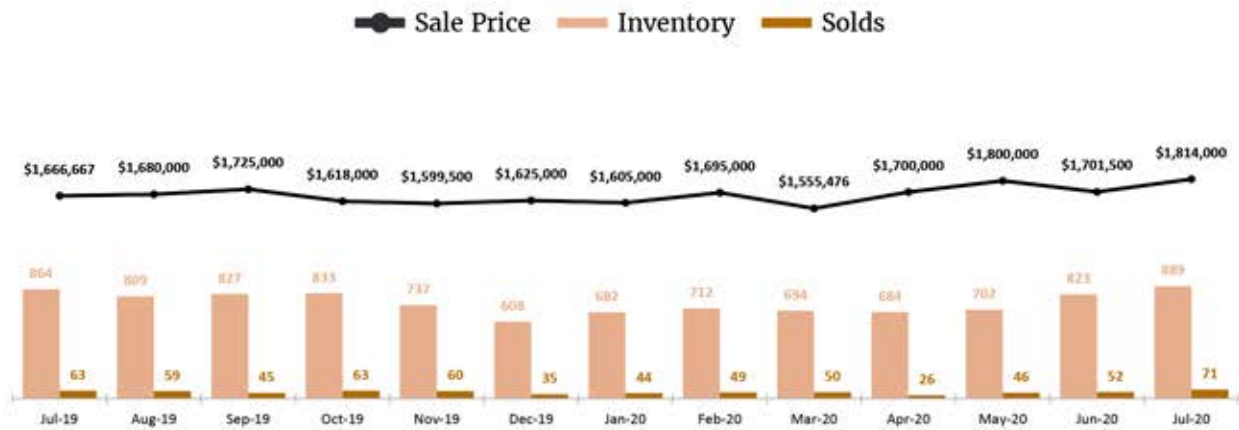 Sale Price Inventory Solds
$1,666,667 $1,680,000 $1,725,000 $1,618,000 $1,599,500 $1,625,000 $1,605,000 $1,695,000 $1,555,476 $1,700,000 $1,800,000 $1,701,500 $1,814,000
864 809 827 833 737 608 682 712 694 684 702 823 889
63 59 45 63 60 35 44 49 50 26 46 52 71
Jul-19 Aug-19 Sep-19 Oct-19 Nov-19 Dec-19 Jan-20 Feb-20 Mar-20 Apr-20 May-20 Jun-20 Jul-20